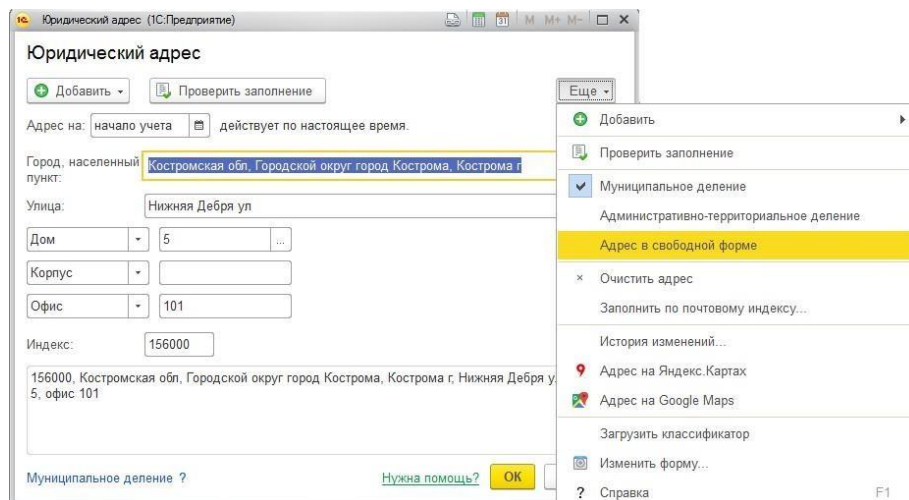 1С Юридический адрес (1С:Предприятие) 31 M M+ M-
Юридический адрес
Добавить
Проверить заполнение
Еще
Адрес на: начало учета действует по настоящее время.
Город, населенный
пункт:
Костромская обл, Городской округ город Кострома, Кострома г
Улица: Нижняя Дебря ул
Дом 5 ...
Корпус
Офис 101
Индекс: 156000
156000, Костромская обл, Городской округ город Кострома, Кострома г, Нижняя Дебря у
5, офис 101
Муниципальное деление ? Нужна помощь? ОК
Добавить
Проверить заполнение
Муниципальное деление
Административно-территориальное деление
Адрес в свободной форме
Очистить адрес
Заполнить по почтовому индексу...
История изменений...
Адрес на Яндекс.Картах
Адрес на Google Maps
Загрузить классификатор
Изменить форму...
? Справка F1